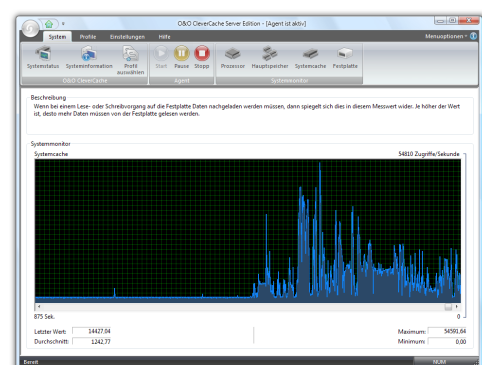 O&O CleverCache Server Edition - [Agent ist aktiv]
System Profile Einstellungen Hilfe Menuoptionen
Systemstatus Systeminformation Profil auswählen Start Pause Stopp Prozessor Hauptspeicher Systemcache Festplatte
O&O CleverCache Agent Systemmonitor
Beschreibung
Wenn bei einem Lese- oder Schreibvorgang auf die Festplatte Daten nachgeladen werden müssen, dann spiegelt sich dies in diesem Messwert wider. Je höher der Wert
ist, desto mehr Daten müssen von der Festplatte gelesen werden.
Systemmonitor
Systemcache 54810 Zugriffe/Sekunde
875 Sek. 0
Letzter Wert: 14427,04 Maximum: 54591,64
Durchschnitt: 1242,77 Minimum: 0,00
Bereit NUM